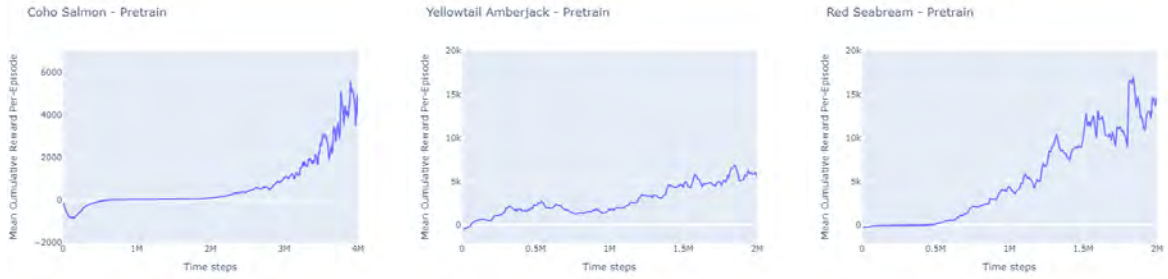 Coho Salmon - Pretrain
Mean Cumulative Reward Per-Episode
6000
4000
2000
0
−2000
0
1M
2M
3M
4M
Time steps
Yellowtail Amberjack - Pretrain
Mean Cumulative Reward Per-Episode
20k
15k
10k
5k
0
0
0.5M
1M
1.5M
2M
Time steps
Red Seabream - Pretrain
Mean Cumulative Reward Per-Episode
20k
15k
10k
5k
0
0
0.5M
1M
1.5M
2M
Time steps